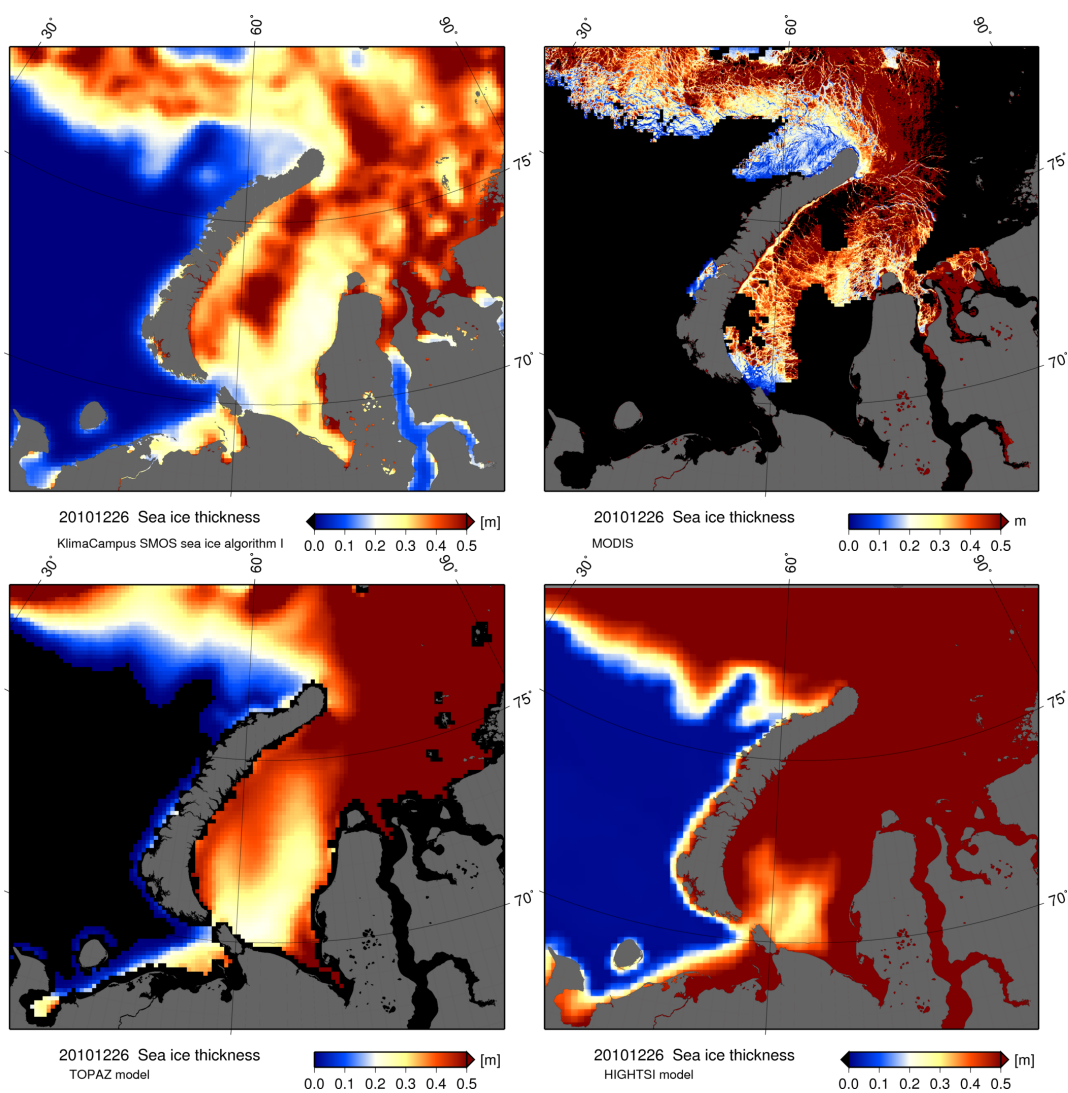 30° 60° 90°
75°
70°
20101226 Sea ice thickness
KlimaCampus SMOS sea ice algorithm I
[m]
0.0 0.1 0.2 0.3 0.4 0.5
30° 60° 90°
75°
70°
20101226 Sea ice thickness
MODIS
m
0.0 0.1 0.2 0.3 0.4 0.5
30° 60° 90°
75°
70°
20101226 Sea ice thickness
TOPAZ model
[m]
0.0 0.1 0.2 0.3 0.4 0.5
30° 60° 90°
75°
70°
20101226 Sea ice thickness
HIGHTSI model
[m]
0.0 0.1 0.2 0.3 0.4 0.5